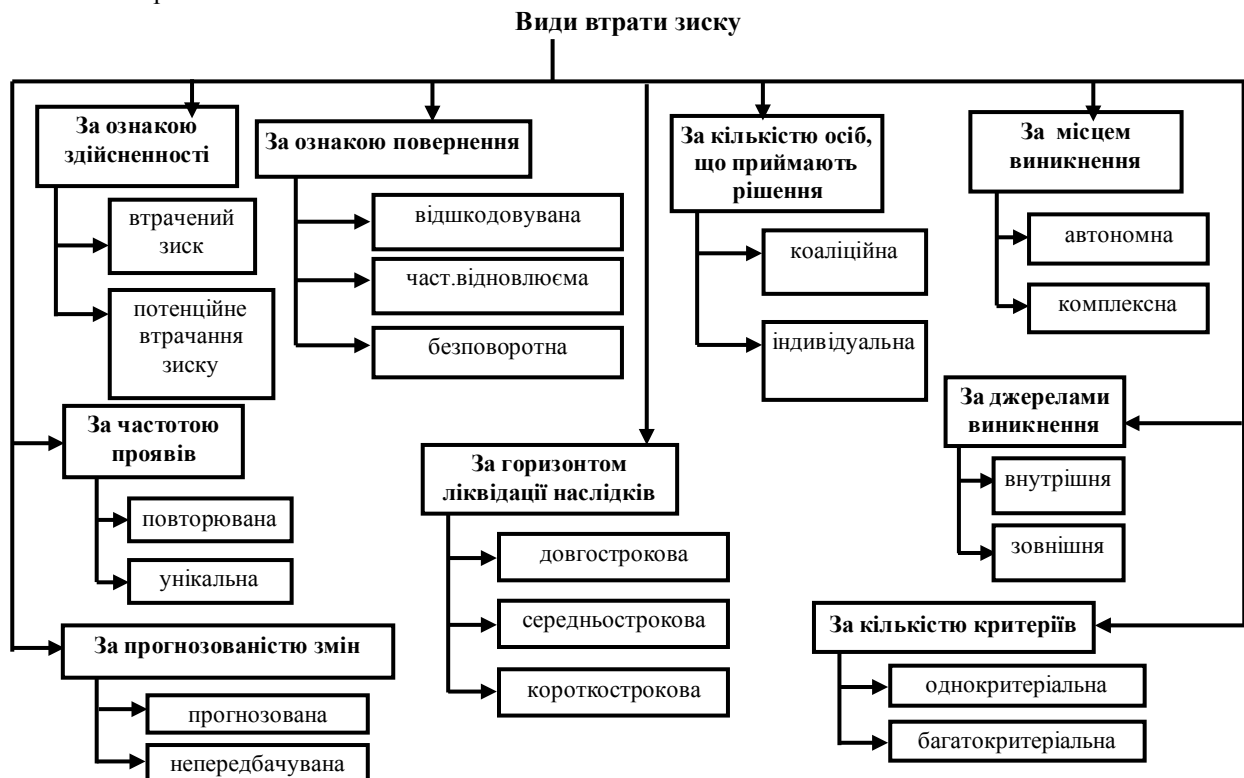 Види втрати зиску
За ознакою
здійсненності
втрачений
зиск
потенційне
втрачання
зиску
За ознакою повернення
відшкодовувана
част.відновлюєма
безповоротна
За кількістю осіб,
що приймають
рішення
коаліційна
індивідуальна
За місцем
виникнення
автономна
комплексна
За частотою
проявів
повторювана
унікальна
За горизонтом
ліквідації наслідків
довгострокова
середньострокова
короткострокова
За джерелами
виникнення
внутрішня
зовнішня
За прогнозованістю змін
прогнозована
непередбачувана
За кількістю критеріїв
однокритеріальна
багатокритеріальна